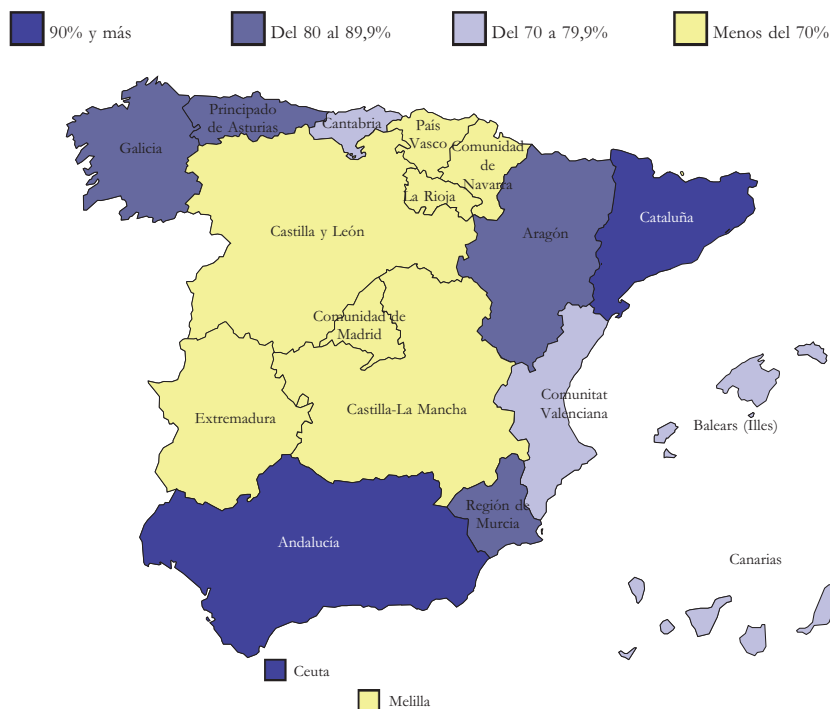 90% y más
Del 80 al 89,9%
Del 70 a 79,9%
Menos del 70%
Principado
de Asturias
Cantabria
País
Vasco
Galicia
Comunidad
de
Navarra
La Rioja
Cataluña
Castilla y León
Aragón
Comunidad de
Madrid
Comunitat
Valenciana
Castilla-La Mancha
Extremadura
Balears (Illes)
Región de
Murcia
Andalucía
Canarias
Ceuta
Melilla